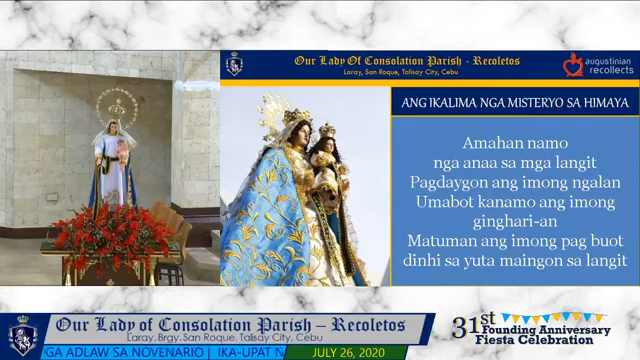 Our Lady Of Consolation Parish - Recoletos
Laray, San Roque, Talisay City, Cebu
augustinian
recollects
ANG IKALIMA NGA MISTERYO SA HIMAYA
Amahan namo
nga anaa sa mga langit
Pagdaygon ang imong ngalan
Umabot kanamo ang imong
ginghari-an
Matuman ang imong pag buot
dinhi sa yuta maingon sa langit
Our Lady of Consolation Parish – Recoletos
Laray, Brgy. San Roque, Talisay City, Cebu
31st
Founding Anniversary
Fiesta Celebration
GA ADLAW SA NOVENARIO | IKA-UPAT N
JULY 26, 2020